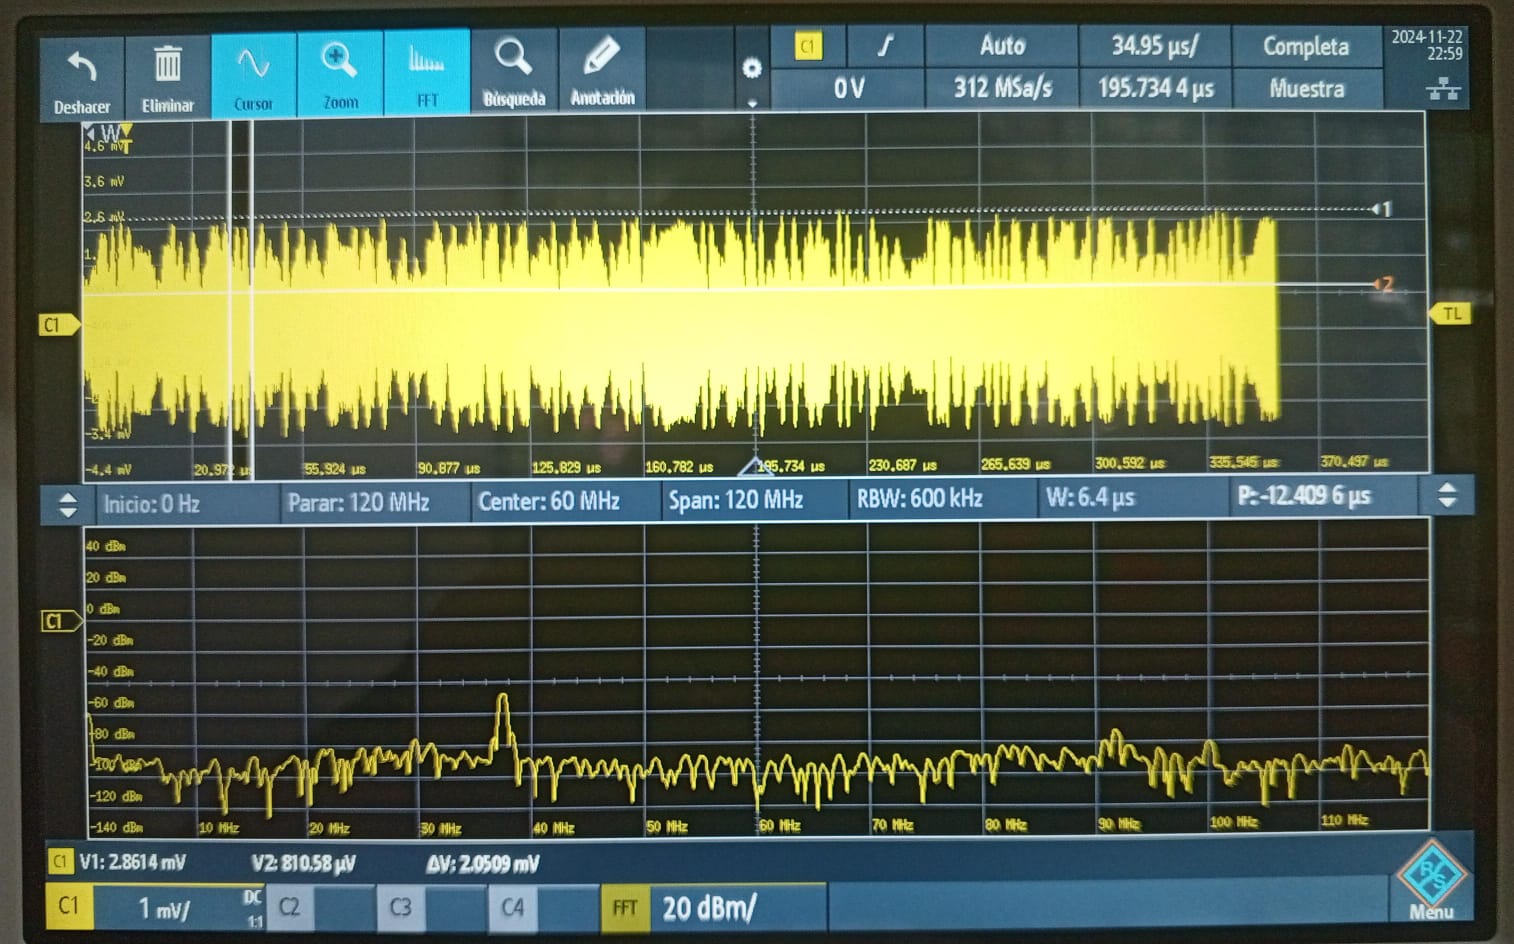 Deshacer Eliminar Cursor Zoom FFT Búsqueda Anotación
C1 Auto 34.95 µs/ Completa 2024-11-22
22:59
0 V 312 MSa/s 195.734 4 µs Muestra
W T
4.6 mV
3.6 mV
2.6 mV 1
1.
2
C1 TL
-3.4 mV
-4.4 mV 20.972 µs 55.924 µs 90.877 µs 125.829 µs 160.782 µs 195.734 µs 230.687 µs 265.639 µs 300.592 µs 335.545 µs 370.497 µs
Inicio: 0 Hz Parar: 120 MHz Center: 60 MHz Span: 120 MHz RBW: 600 kHz W: 6.4 µs P:-12.409 6 µs
40 dBm
20 dBm
0 dBm
C1
-20 dBm
-40 dBm
-60 dBm
-80 dBm
-100 dBm
-120 dBm
-140 dBm 10 MHz 20 MHz 30 MHz 40 MHz 50 MHz 60 MHz 70 MHz 80 MHz 90 MHz 100 MHz 110 MHz
C1 V1: 2.8614 mV V2: 810.58 µV ΔV: 2.0509 mV
C1 1 mV/ DC
1:1
C2 C3 C4 FFT 20 dBm/
R S
Menu